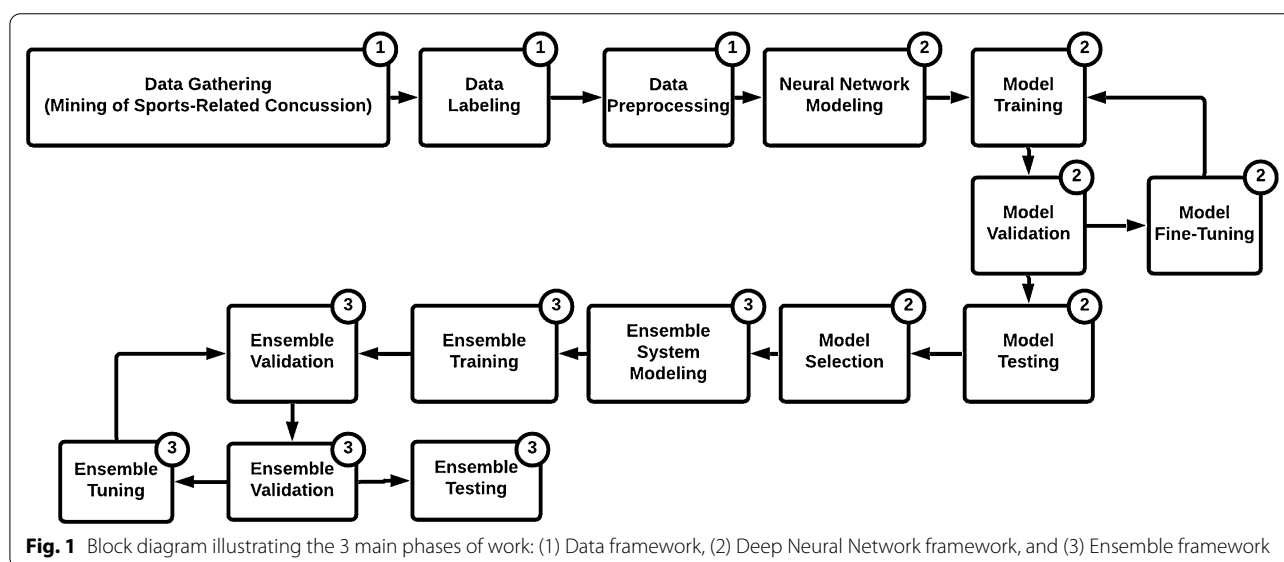 1
Data Gathering
(Mining of Sports-Related Concussion)
1
Data
Labeling
1
Data
Preprocessing
2
Neural Network
Modeling
2
Model
Training
2
Model
Validation
2
Model
Fine-Tuning
2
Model
Testing
2
Model
Selection
3
Ensemble
System
Modeling
3
Ensemble
Training
3
Ensemble
Validation
3
Ensemble
Validation
3
Ensemble
Tuning
3
Ensemble
Testing
Fig. 1 Block diagram illustrating the 3 main phases of work: (1) Data framework, (2) Deep Neural Network framework, and (3) Ensemble framework